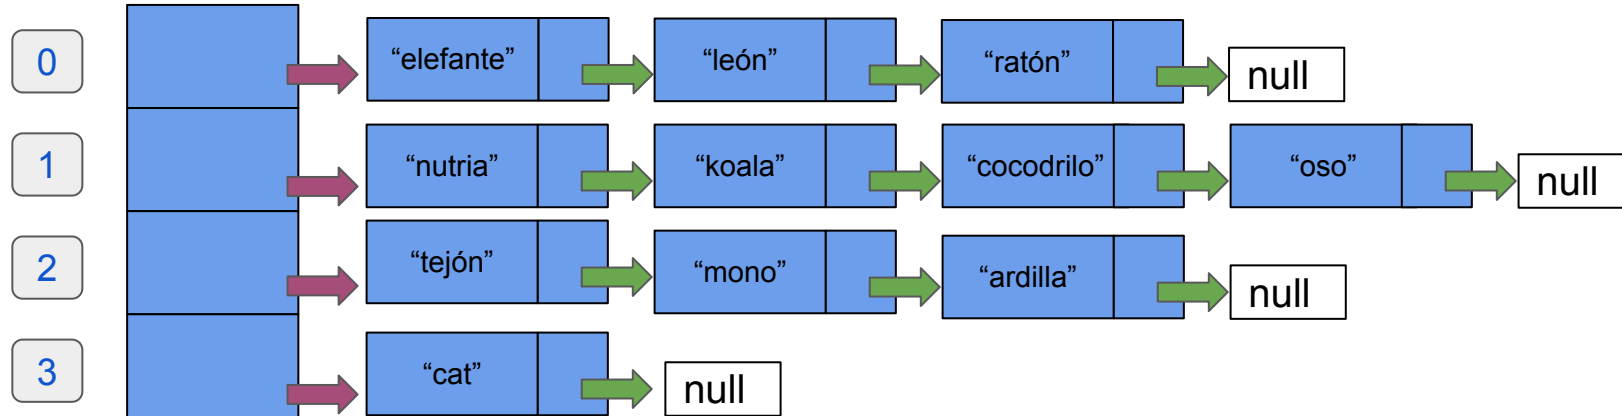 0 “elefante” “león” “ratón” null
1 “nutria” “koala” “cocodrilo” “oso” null
2 “tejón” “mono” “ardilla” null
3 “cat” null